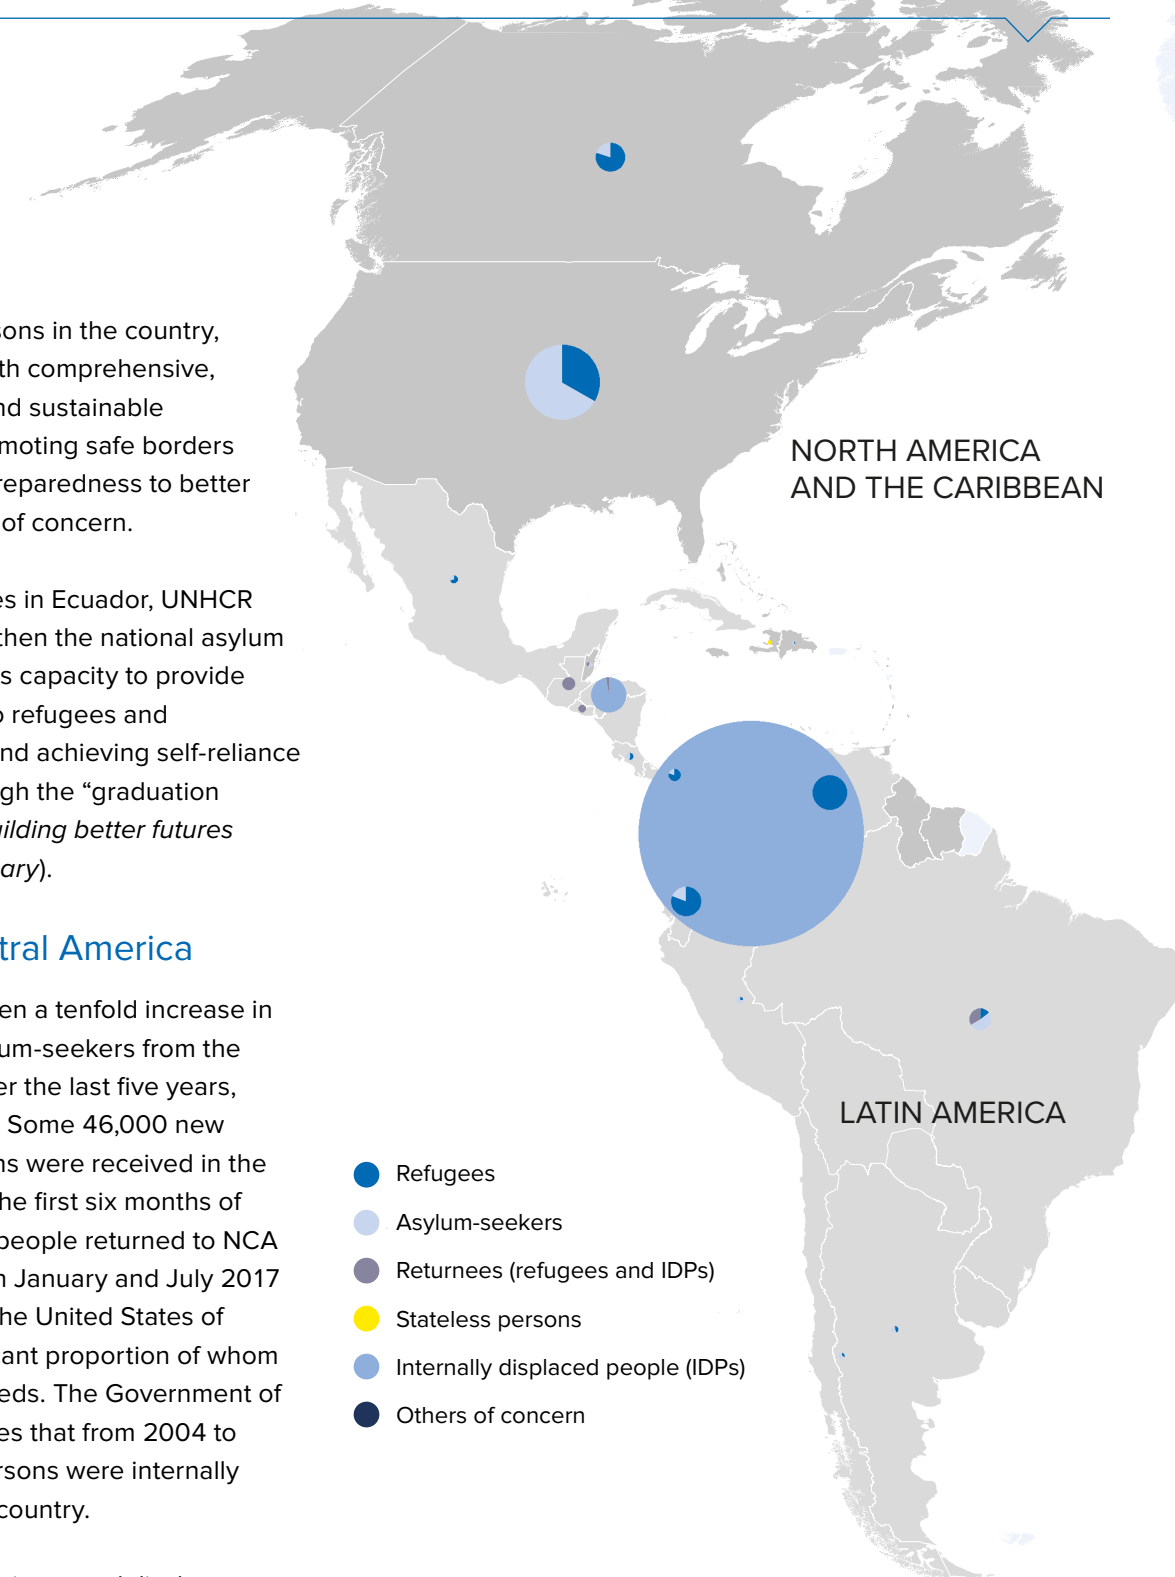 sons in the country,
th comprehensive,
nd sustainable
moting safe borders
reparedness to better
of concern.
es in Ecuador, UNHCR
then the national asylum
s capacity to provide
o refugees and
nd achieving self-reliance
gh the “graduation
uilding better futures
ary).
tral America
en a tenfold increase in
lum-seekers from the
er the last five years,
. Some 46,000 new
ns were received in the
he first six months of
people returned to NCA
n January and July 2017
he United States of
cant proportion of whom
eds. The Government of
es that from 2004 to
rsons were internally
country.
NORTH AMERICA
AND THE CARIBBEAN
LATIN AMERICA
Refugees
Asylum-seekers
Returnees (refugees and IDPs)
Stateless persons
Internally displaced people (IDPs)
Others of concern